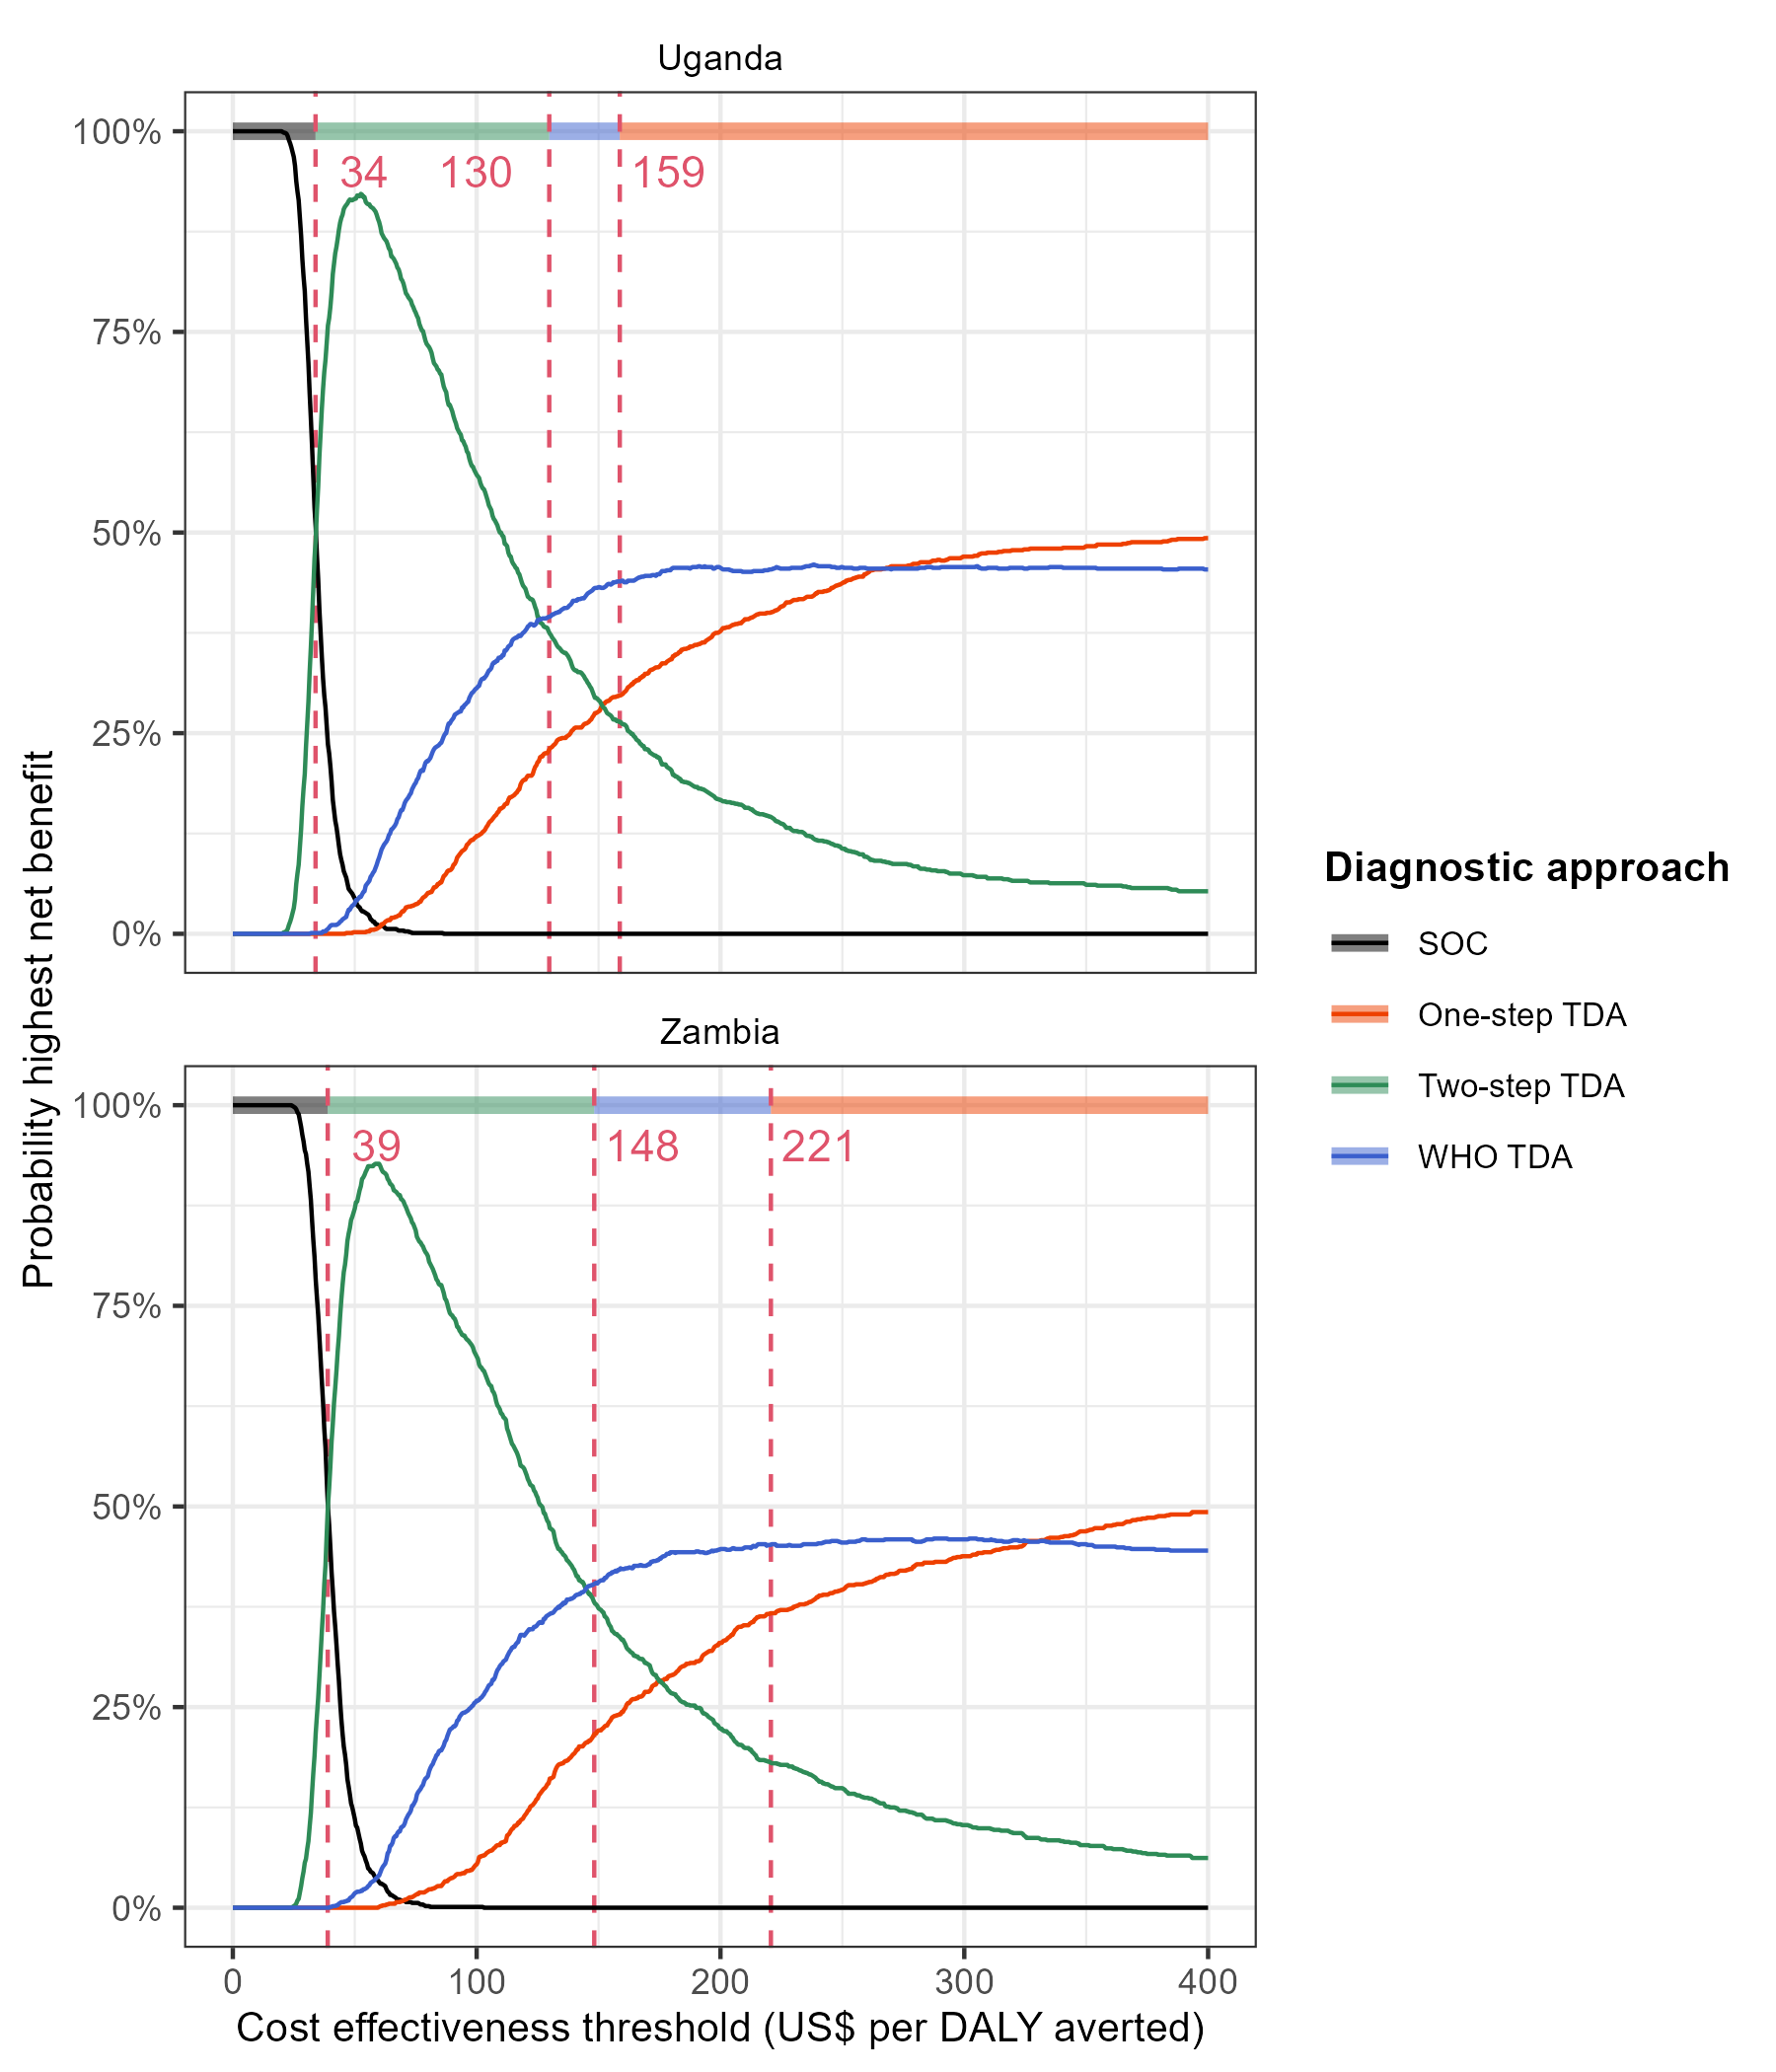 Uganda
100%
34
130
159
75%
50%
25%
0%
Probability highest net benefit
Zambia
100%
39
148
221
75%
50%
25%
0%
0
100
200
300
400
Cost effectiveness threshold (US$ per DALY averted)
Diagnostic approach
SOC
One-step TDA
Two-step TDA
WHO TDA